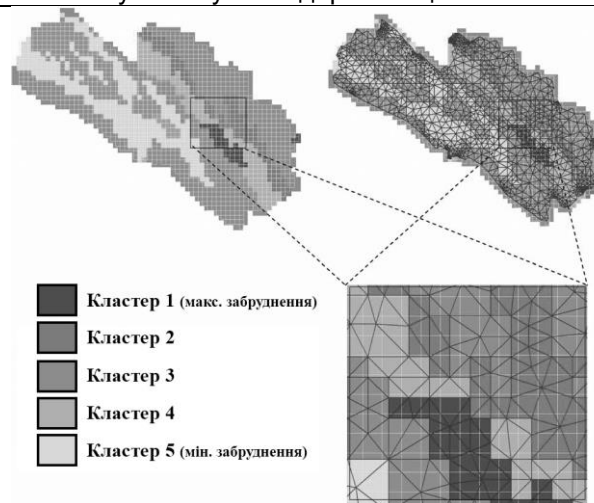 Кластер 1 (макс. забруднення)
Кластер 2
Кластер 3
Кластер 4
Кластер 5 (мін. забруднення)